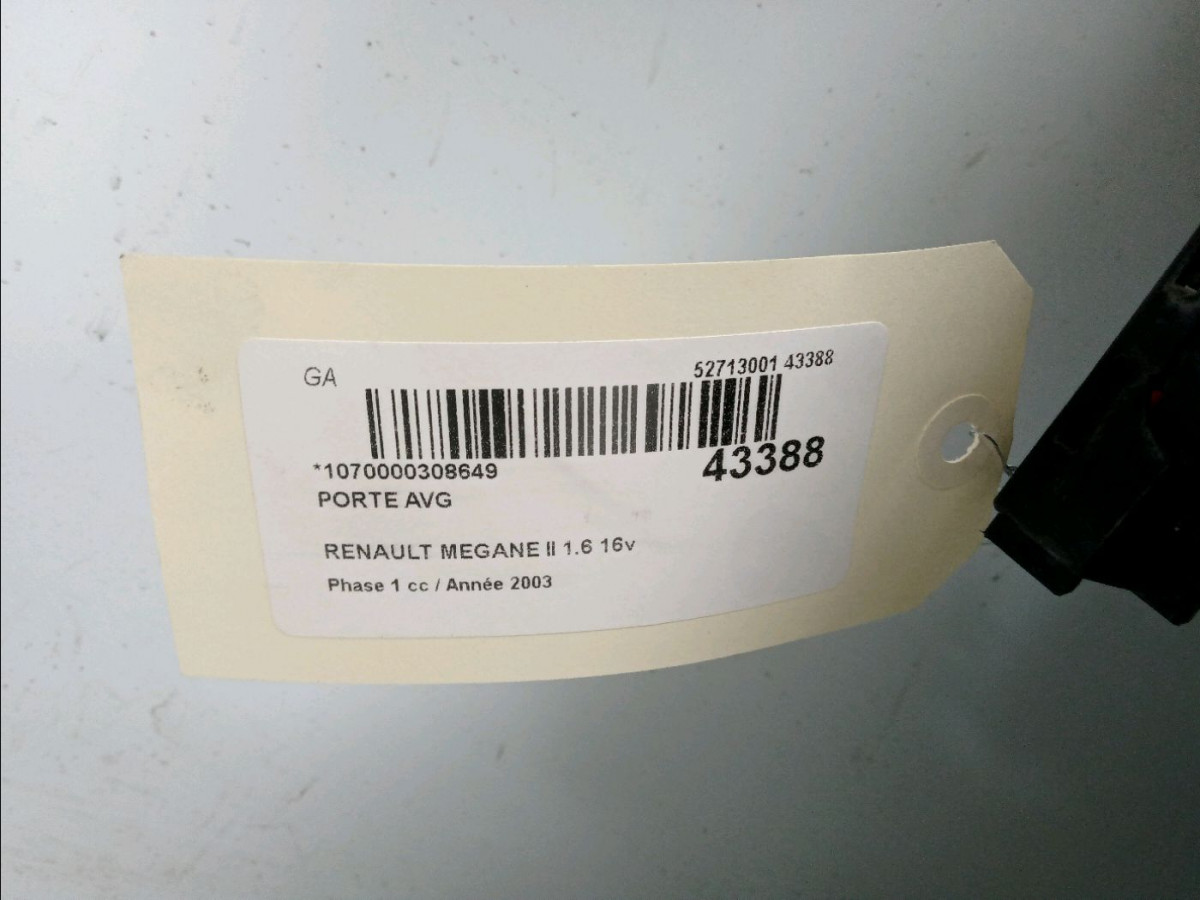 GA
52713001 43388
*1070000308649
43388
PORTE AVG
RENAULT MEGANE II 1.6 16v
Phase 1 cc / Année 2003